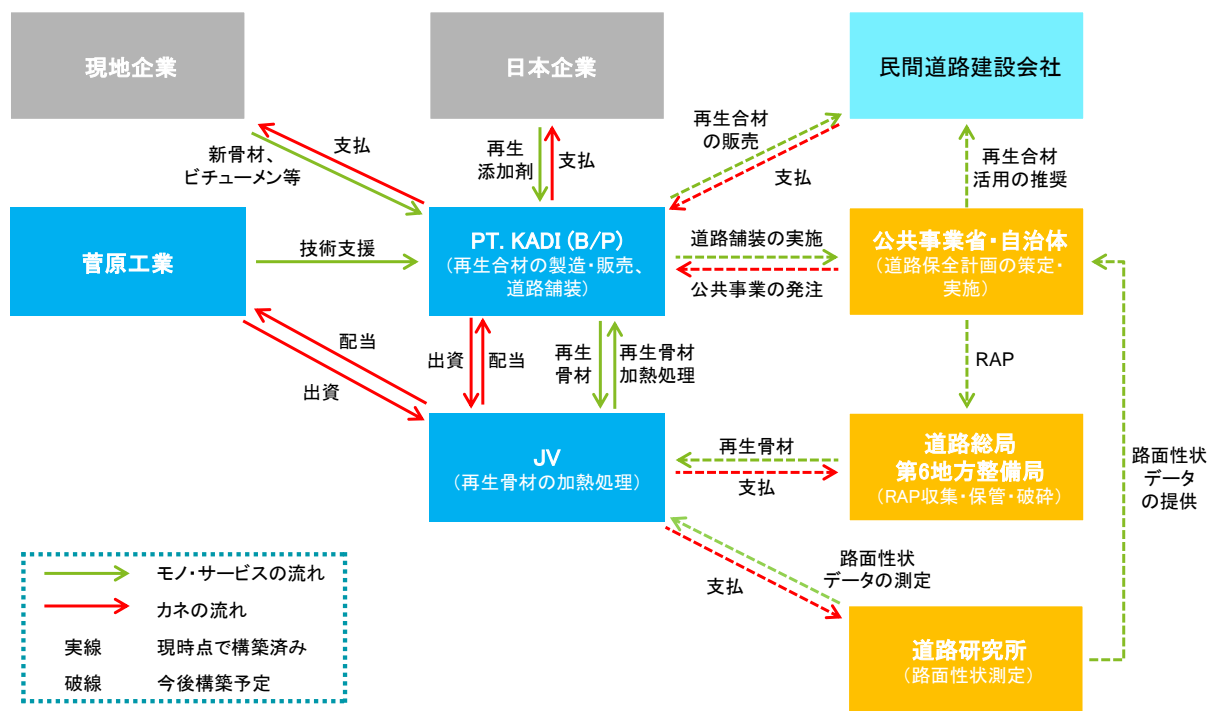 現地企業
日本企業
民間道路建設会社
支払
新骨材、
ビチューメン等
再生
添加剤
支払
再生合材
の販売
支払
再生合材
活用の推奨
菅原工業
技術支援
PT. KADI (B/P)
(再生合材の製造・販売、
道路舗装)
道路舗装の実施
公共事業の発注
公共事業省・自治体
(道路保全計画の策定・
実施)
配当
出資
出資
配当
再生
骨材
再生骨材
加熱処理
RAP
JV
(再生骨材の加熱処理)
再生骨材
支払
道路総局
第6地方整備局
(RAP収集・保管・破砕)
路面性状
データ
の提供
路面性状
データの測定
支払
道路研究所
(路面性状測定)
モノ・サービスの流れ
カネの流れ
実線 現時点で構築済み
破線 今後構築予定